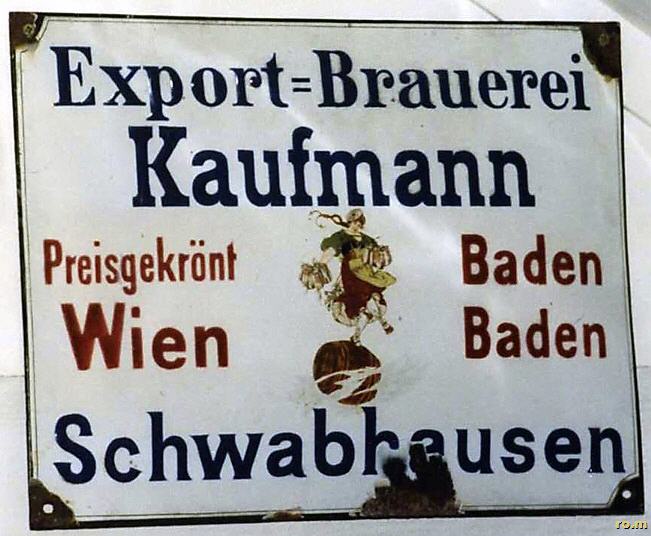 Export=Brauerei
Kaufmann
Preisgekrönt
Wien
Baden
Baden
Schwabhausen
ro.m